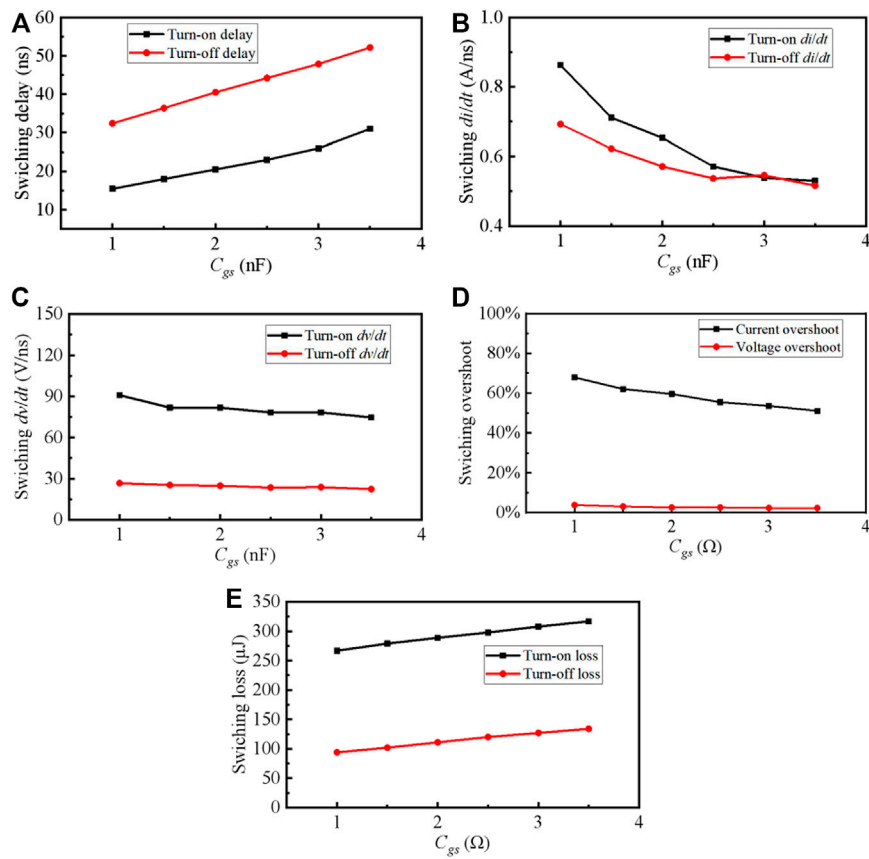 A
60
50
40
30
20
10
Swiching delay (ns)
Turn-on delay
Turn-off delay
1 2 3 4
C_gs (nF)
B
1.0
0.8
0.6
0.4
Swiching di/dt (A/ns)
Turn-on di/dt
Turn-off di/dt
1 2 3 4
C_gs (nF)
C
150
120
90
60
30
0
Swiching dv/dt (V/ns)
Turn-on dv/dt
Turn-off dv/dt
1 2 3 4
C_gs (nF)
D
100%
80%
60%
40%
20%
0%
Swiching overshoot
Current overshoot
Voltage overshoot
1 2 3 4
C_gs (Ω)
E
350
300
250
200
150
100
50
0
Swiching loss (μJ)
Turn-on loss
Turn-off loss
1 2 3 4
C_gs (Ω)